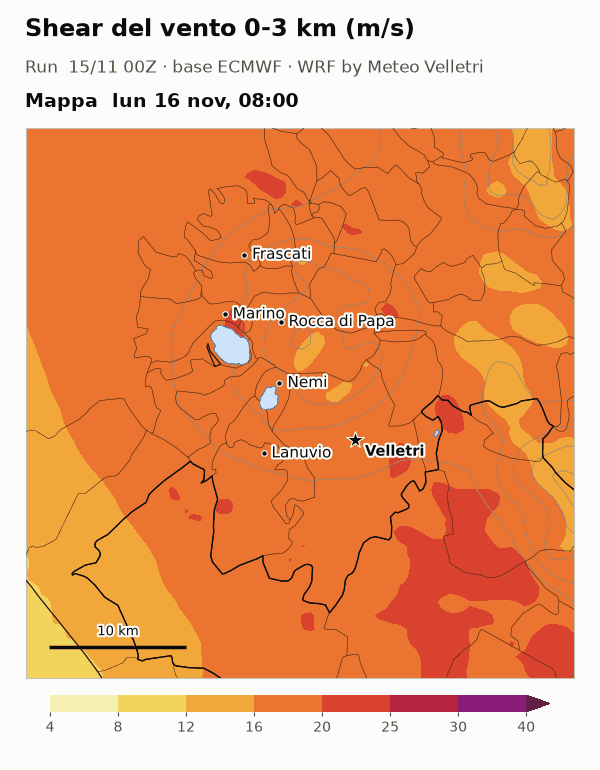 Shear del vento 0-3 km (m/s)
Run  15/11 00Z · base ECMWF · WRF by Meteo Velletri
Mappa  lun 16 nov, 08:00
Frascati
Marino
Rocca di Papa
Nemi
Velletri
Lanuvio
10 km
4 8 12 16 20 25 30 40